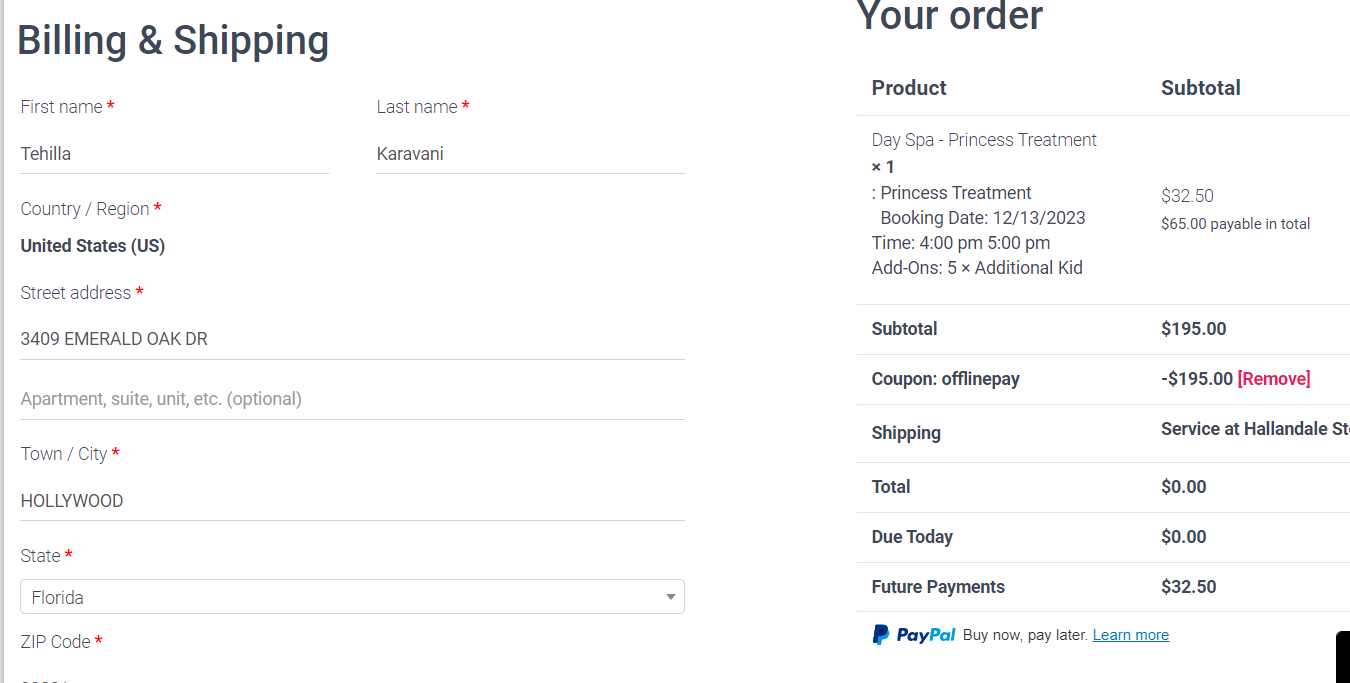 Billing & Shipping
First name *
Last name *
Tehilla
Karavani
Country / Region *
United States (US)
Street address *
3409 EMERALD OAK DR
Apartment, suite, unit, etc. (optional)
Town / City *
HOLLYWOOD
State *
Florida
ZIP Code *
Your order
Product
Subtotal
Day Spa - Princess Treatment
× 1
: Princess Treatment
Booking Date: 12/13/2023
Time: 4:00 pm 5:00 pm
Add-Ons: 5 × Additional Kid
$32.50
$65.00 payable in total
Subtotal
$195.00
Coupon: offlinepay
-$195.00 [Remove]
Shipping
Service at Hallandale
Total
$0.00
Due Today
$0.00
Future Payments
$32.50
PayPal Buy now, pay later. Learn more